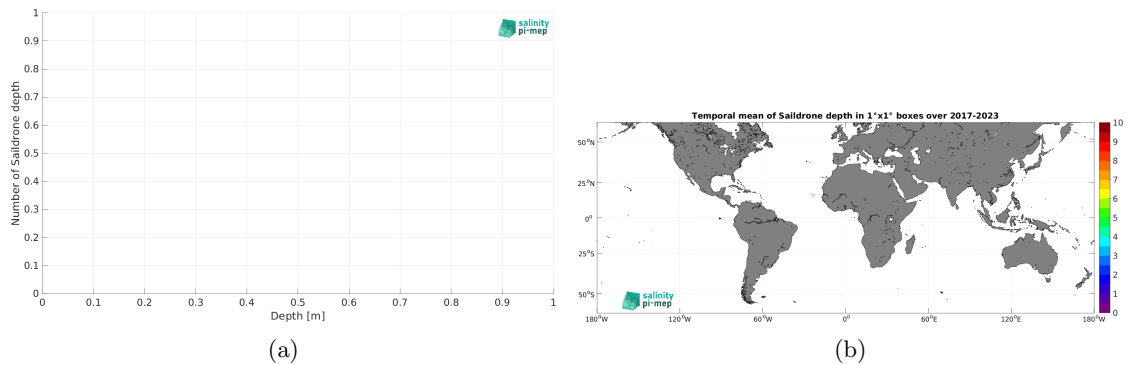 1
0.9
0.8
0.7
0.6
0.5
0.4
0.3
0.2
0.1
0
Number of Saildrone depth
0 0.1 0.2 0.3 0.4 0.5 0.6 0.7 0.8 0.9 1
Depth [m]
salinity
pi-mep
(a)
Temporal mean of Saildrone depth in 1°x1° boxes over 2017-2023
50°N
25°N
0°
25°S
50°S
180°W 120°W 60°W 0° 60°E 120°E 180°W
10
9
8
7
6
5
4
3
2
1
0
salinity
pi-mep
(b)